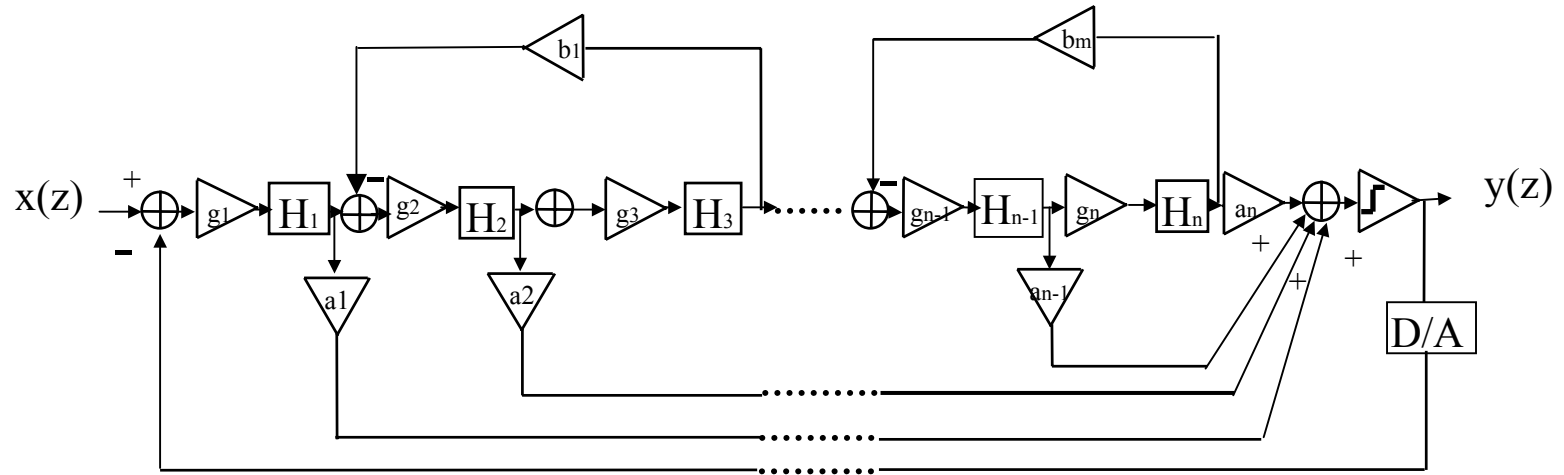 b1
bm
x(z)
+
−
g1
H1
−
g2
H2
g3
H3
−
gn-1
Hn-1
gn
Hn
an
+
+
+
y(z)
a1
a2
an-1
D/A